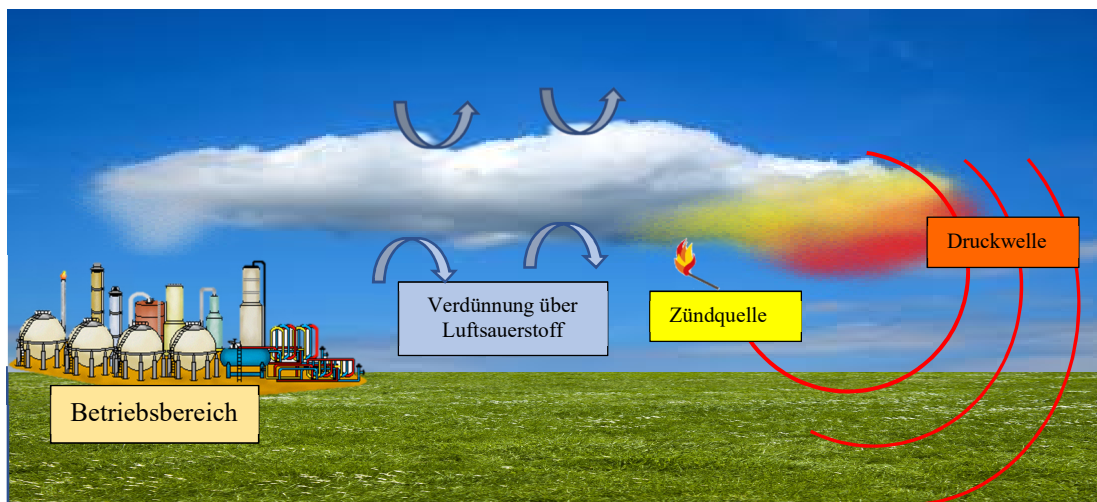 Druckwelle
Verdünnung über
Luftsauerstoff
Zündquelle
Betriebsbereich